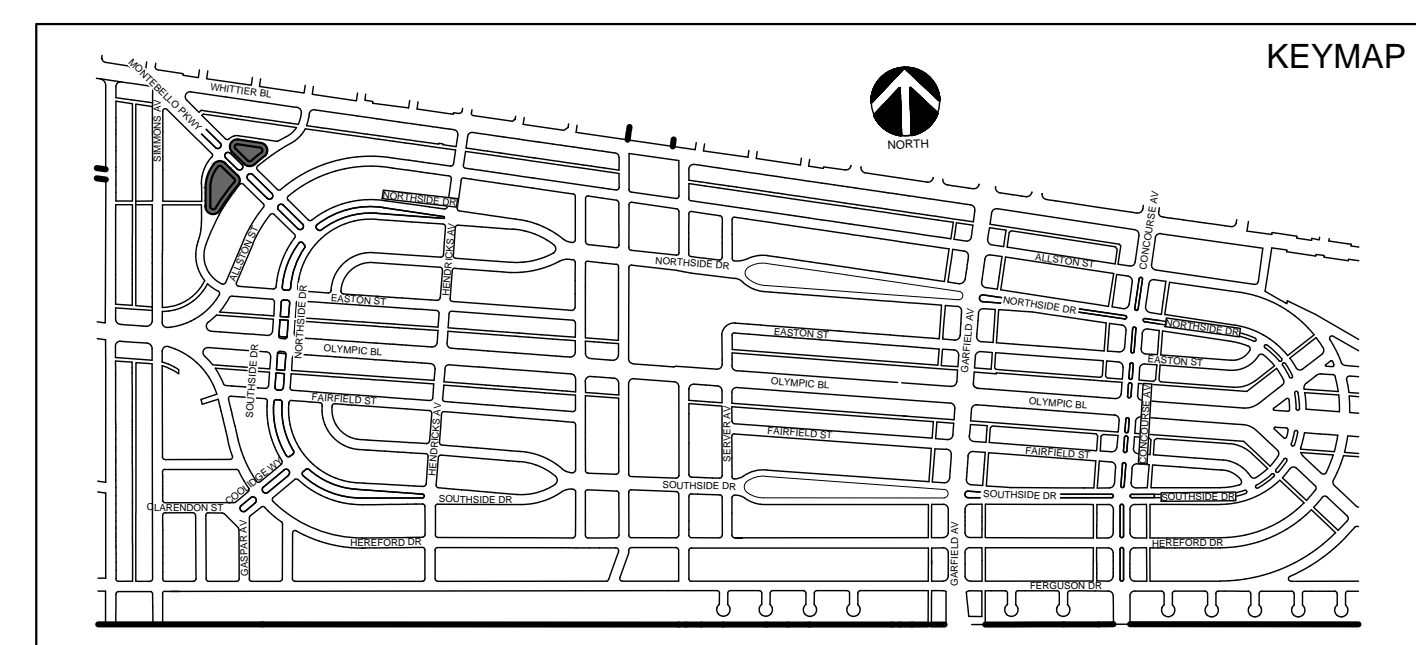 KEYMAP
MONTEBELLO PKWY
WHITTIER BL
SIMMONS AV
NORTH
NORTHSIDE DR
CONCOURSE AV
ALLSTON ST
HENDRICKS AV
NORTHSIDE DR
ALLSTON ST
EASTON ST
NORTHSIDE DR
NORTHSIDE DR
NORTHSIDE DR
GARFIELD AV
EASTON ST
EASTON ST
OLYMPIC BL
SOUTHSIDE DR
OLYMPIC BL
OLYMPIC BL
CONCOURSE AV
FAIRFIELD ST
HENDRICKS AV
SERVER AV
FAIRFIELD ST
FAIRFIELD ST
COOLIDGE WY
SOUTHSIDE DR
SOUTHSIDE DR
SOUTHSIDE DR
SOUTHSIDE DR
CLARENDON ST
GASPAR AV
HEREFORD DR
GARFIELD AV
HEREFORD DR
FERGUSON DR